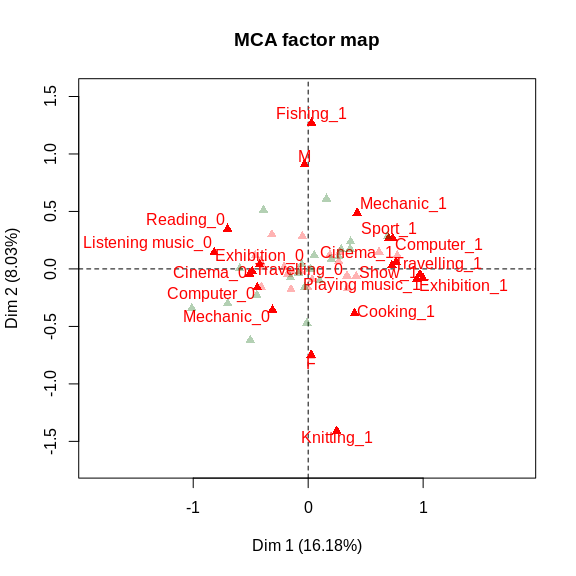 MCA factor map
Fishing_1
M
Mechanic_1
Reading_0
Sport_1
Listening music_0
Computer_1
Cinema_1
Exhibition_0
Travelling_1
Cinema_0
Travelling_0
Show_1
Playing music_1
Exhibition_1
Computer_0
Mechanic_0
Cooking_1
F
Knitting_1
1.5
1.0
0.5
0.0
-0.5
-1.0
-1.5
Dim 2 (8.03%)
-1
0
1
Dim 1 (16.18%)